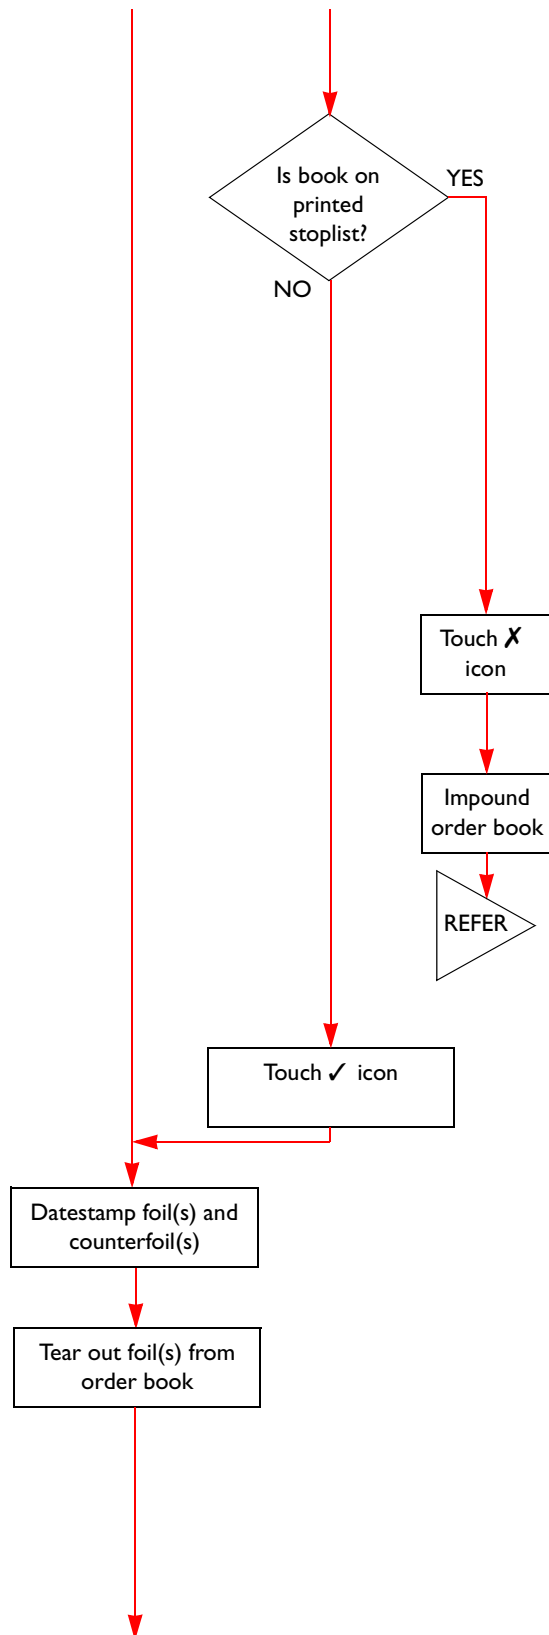 Is book on
printed
stoplist?
YES
NO
Touch ✗
icon
Impound
order book
REFER
Touch ✓ icon
Datestamp foil(s) and
counterfoil(s)
Tear out foil(s) from
order book